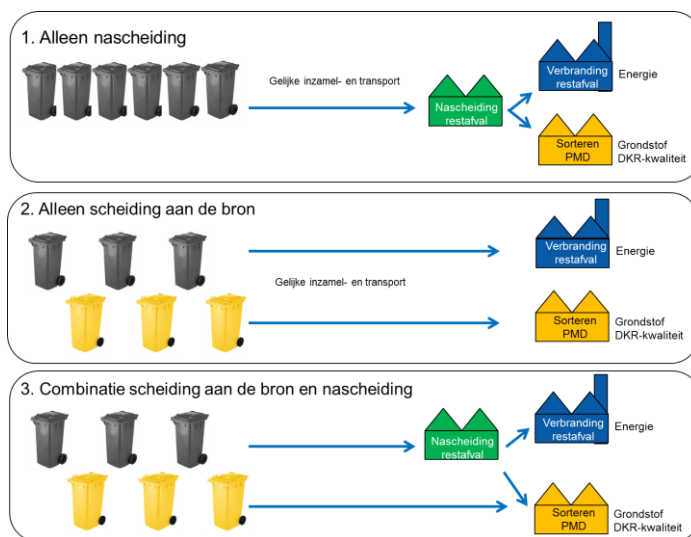 1. Alleen nascheiding
Gelijke inzamel- en transport
Nascheiding
restafval
Verbranding
restafval
Energie
Sorteren
PMD
Grondstof
DKR-kwaliteit
2. Alleen scheiding aan de bron
Gelijke inzamel- en transport
Verbranding
restafval
Energie
Sorteren
PMD
Grondstof
DKR-kwaliteit
3. Combinatie scheiding aan de bron en nascheiding
Nascheiding
restafval
Verbranding
restafval
Energie
Sorteren
PMD
Grondstof
DKR-kwaliteit